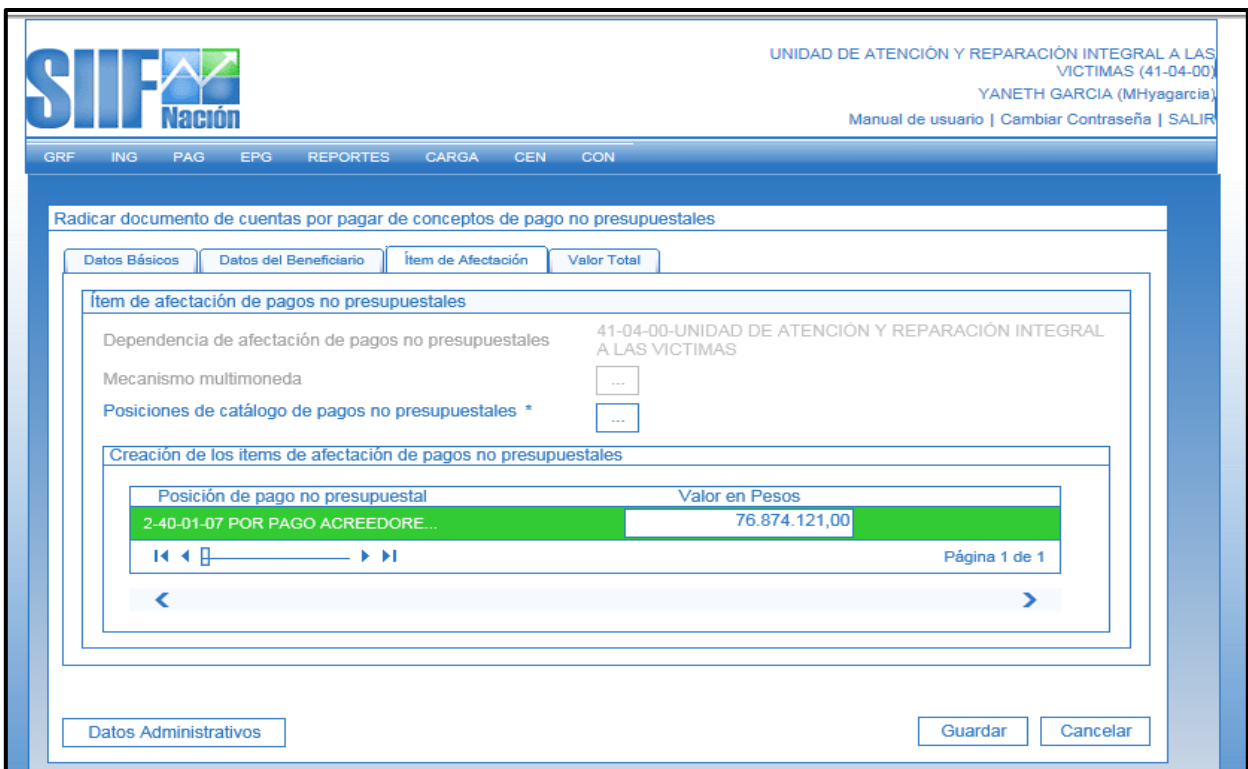 SIIF
Nación
UNIDAD DE ATENCIÓN Y REPARACIÓN INTEGRAL A LAS
VICTIMAS (41-04-00)
YANETH GARCIA (MHyagarcia)
Manual de usuario | Cambiar Contraseña | SALIR
GRF ING PAG EPG REPORTES CARGA CEN CON
Radicar documento de cuentas por pagar de conceptos de pago no presupuestales
Datos Básicos Datos del Beneficiario Ítem de Afectación Valor Total
Ítem de afectación de pagos no presupuestales
Dependencia de afectación de pagos no presupuestales
41-04-00-UNIDAD DE ATENCIÓN Y REPARACIÓN INTEGRAL
A LAS VICTIMAS
Mecanismo multimoneda ...
Posiciones de catálogo de pagos no presupuestales * ...
Creación de los items de afectación de pagos no presupuestales
Posición de pago no presupuestal Valor en Pesos
2-40-01-07 POR PAGO ACREEDORE... 76.874.121,00
Página 1 de 1
Datos Administrativos Guardar Cancelar